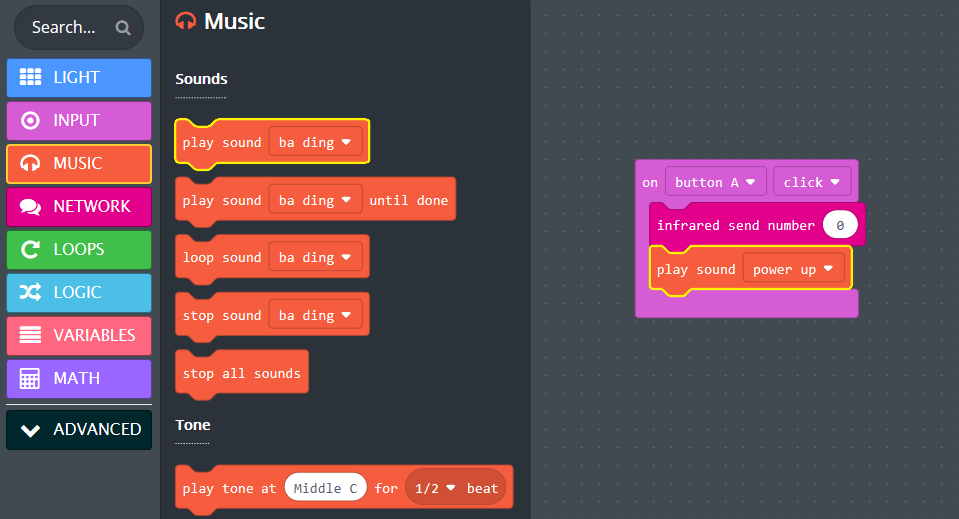 Search...
LIGHT
INPUT
MUSIC
NETWORK
LOOPS
LOGIC
VARIABLES
MATH
ADVANCED
Music
Sounds
play sound ba ding
play sound ba ding until done
loop sound ba ding
stop sound ba ding
stop all sounds
Tone
play tone at Middle C for 1/2 beat
on button A click
infrared send number 0
play sound power up